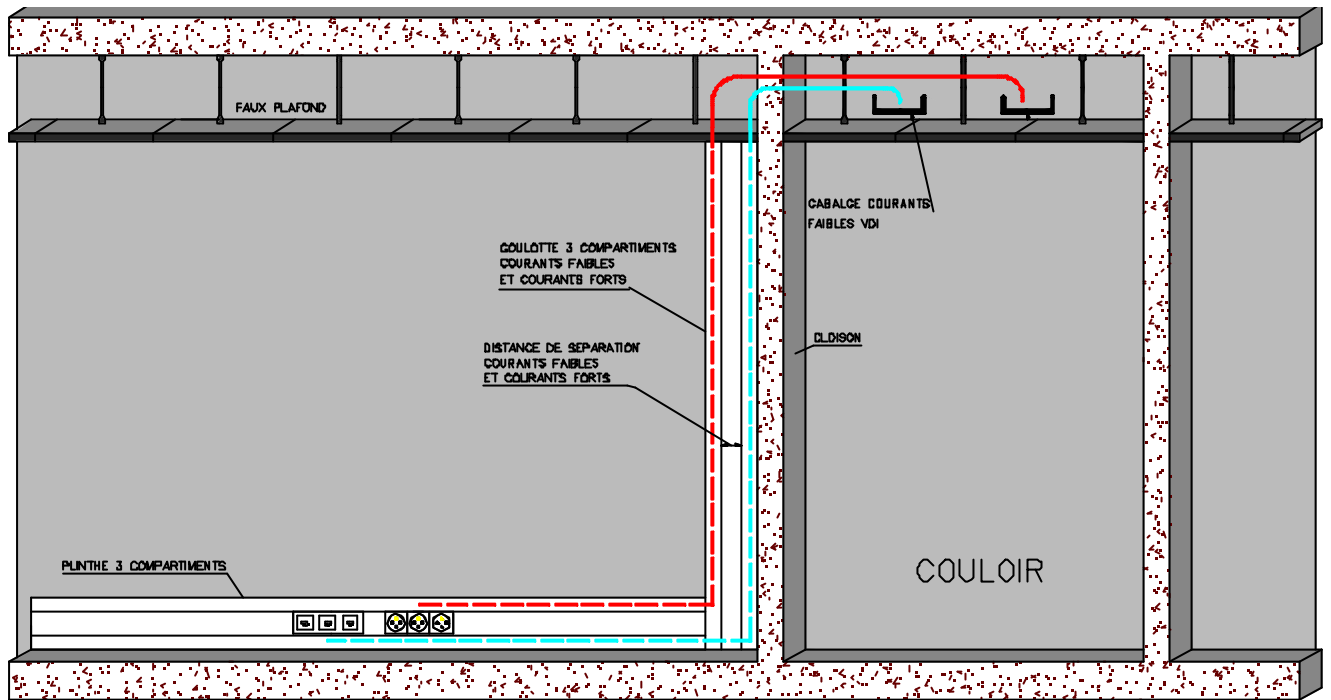 FAUX PLAFOND
CABALGE COURANTS
FAIBLES VDI
GOULOTTE 3 COMPARTIMENTS
COURANTS FAIBLES
ET COURANTS FORTS
CLOISON
DISTANCE DE SEPARATION
COURANTS FAIBLES
ET COURANTS FORTS
PLINTHE 3 COMPARTIMENTS
COULOIR